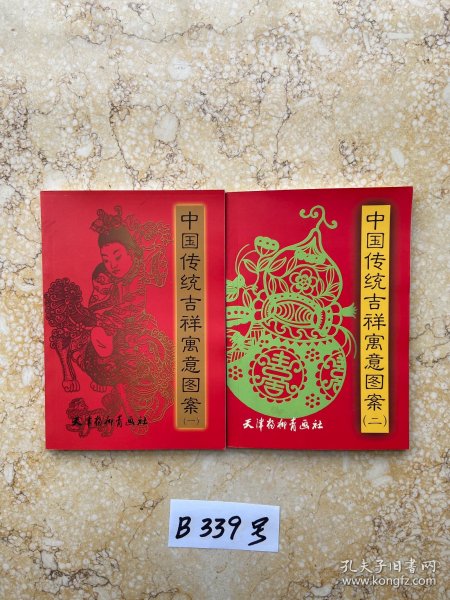 中国传统吉祥寓意图案(一)
天津杨柳青画社
中国传统吉祥寓意图案(二)
天津杨柳青画社
囍
B339号
孔夫子旧书网
www.kongfz.com